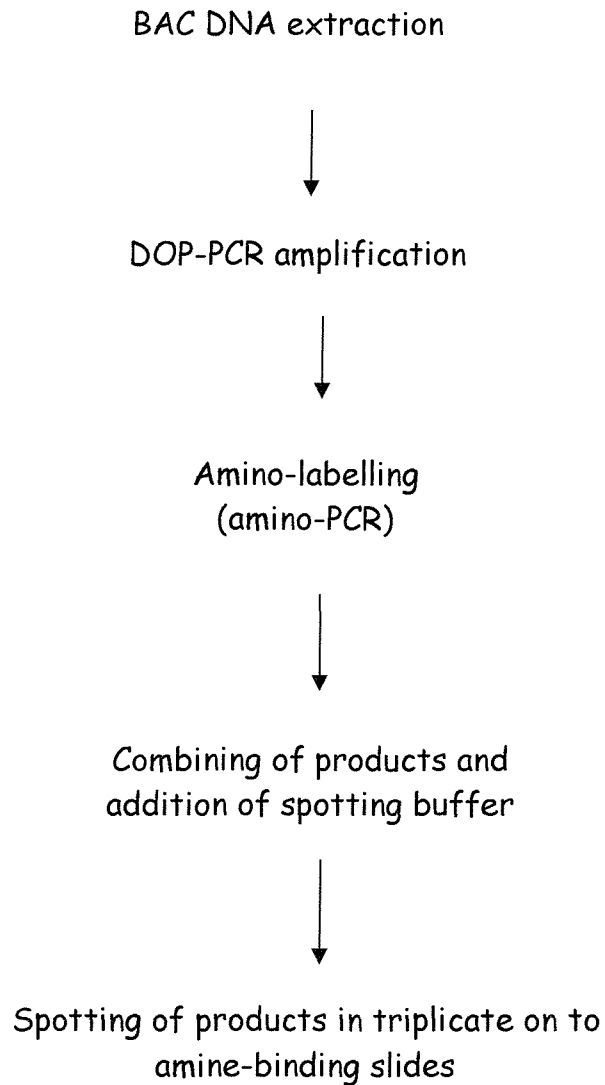 BAC DNA extraction
DOP-PCR amplification
Amino-labelling
(amino-PCR)
Combining of products and
addition of spotting buffer
Spotting of products in triplicate on to
amine-binding slides